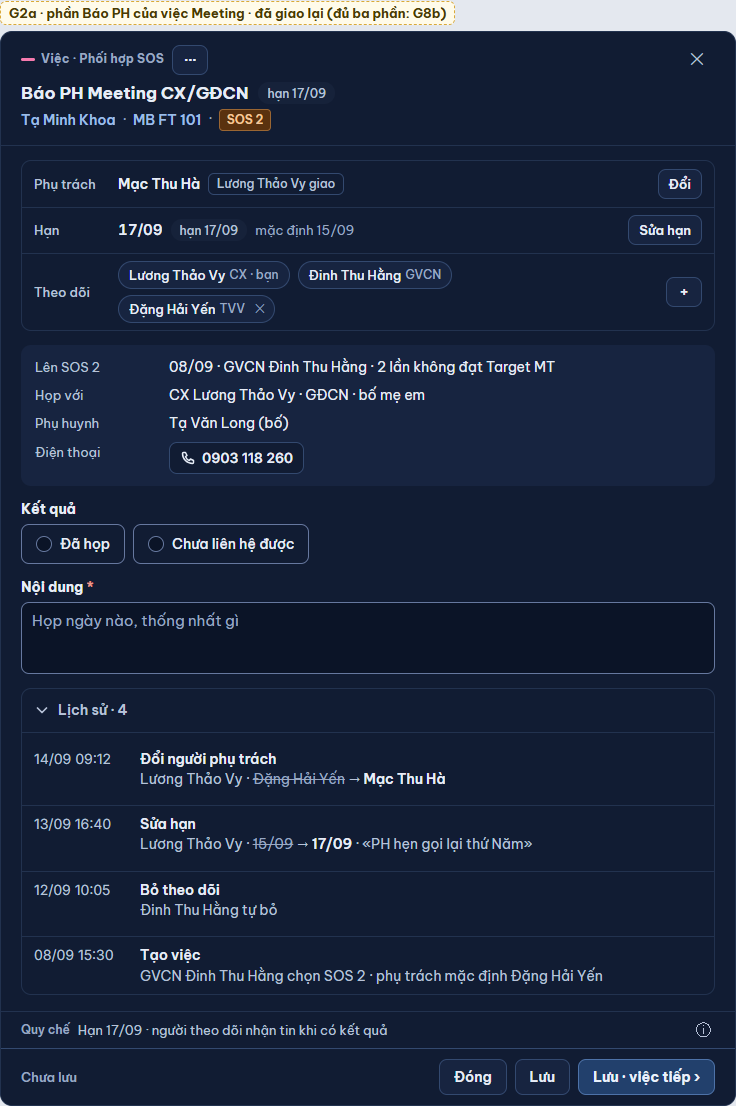 G2a · phần Báo PH của việc Meeting · đã giao lại (đủ ba phần: G8b)
Việc · Phối hợp SOS ···
Báo PH Meeting CX/GĐCN hạn 17/09
Tạ Minh Khoa · MB FT 101 · SOS 2
Phụ trách Mạc Thu Hà Lương Thảo Vy giao Đổi
Hạn 17/09 hạn 17/09 mặc định 15/09 Sửa hạn
Theo dõi Lương Thảo Vy CX · bạn Đinh Thu Hằng GVCN +
Đặng Hải Yến TVV ×
Lên SOS 2 08/09 · GVCN Đinh Thu Hằng · 2 lần không đạt Target MT
Họp với CX Lương Thảo Vy · GĐCN · bố mẹ em
Phụ huynh Tạ Văn Long (bố)
Điện thoại 0903 118 260
Kết quả
Đã họp Chưa liên hệ được
Nội dung *
Họp ngày nào, thống nhất gì
Lịch sử · 4
14/09 09:12 Đổi người phụ trách
Lương Thảo Vy · Đặng Hải Yến → Mạc Thu Hà
13/09 16:40 Sửa hạn
Lương Thảo Vy · 15/09 → 17/09 · «PH hẹn gọi lại thứ Năm»
12/09 10:05 Bỏ theo dõi
Đinh Thu Hằng tự bỏ
08/09 15:30 Tạo việc
GVCN Đinh Thu Hằng chọn SOS 2 · phụ trách mặc định Đặng Hải Yến
Quy chế Hạn 17/09 · người theo dõi nhận tin khi có kết quả
Chưa lưu Đóng Lưu Lưu · việc tiếp ›